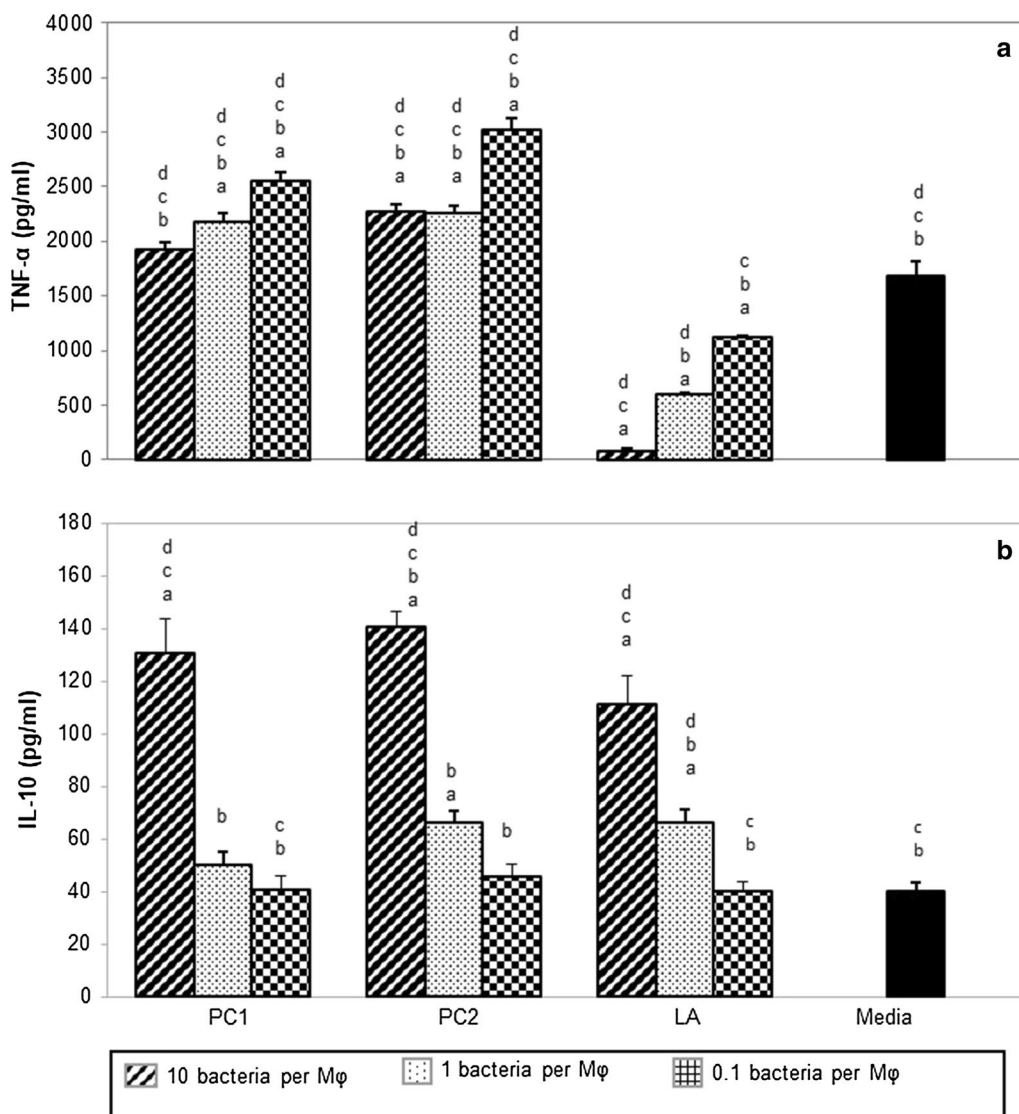 a
TNF-α (pg/ml)
4000
3500
3000
2500
2000
1500
1000
500
0
d
c
b
d
c
b
a
d
c
b
a
d
c
b
a
d
c
b
a
d
c
b
a
d
c
a
d
b
a
c
b
a
d
c
b
b
IL-10 (pg/ml)
180
160
140
120
100
80
60
40
20
0
d
c
a
b
c
b
d
c
b
a
b
a
b
d
c
a
d
b
a
c
b
c
b
PC1 PC2 LA Media
10 bacteria per Mφ 1 bacteria per Mφ 0.1 bacteria per Mφ